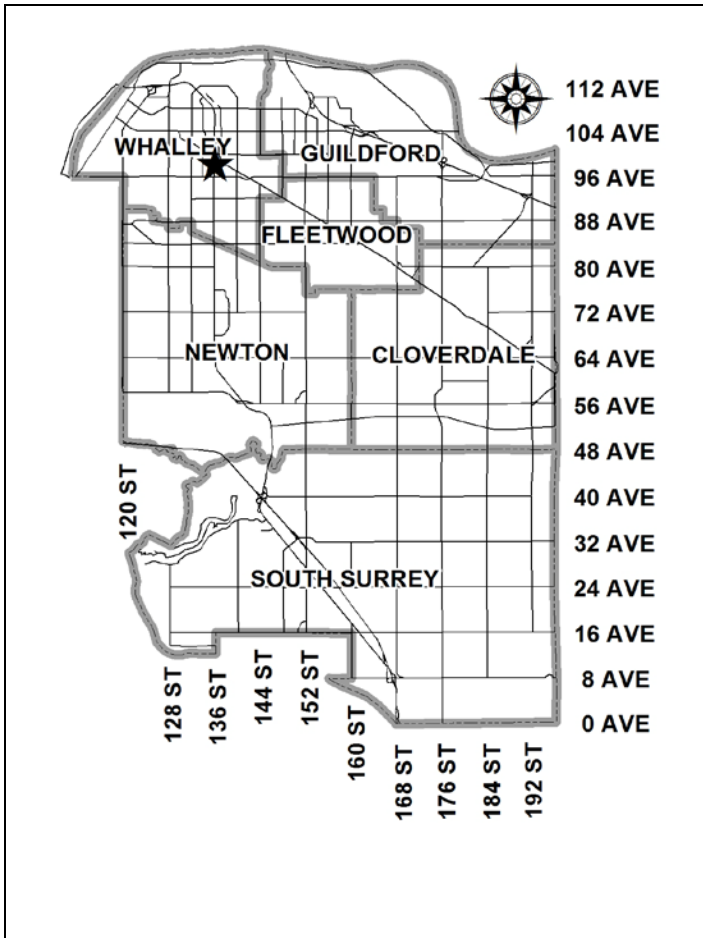 112 AVE
104 AVE
WHALLEY
GUILDFORD
96 AVE
88 AVE
FLEETWOOD
80 AVE
72 AVE
NEWTON
CLOVERDALE
64 AVE
56 AVE
48 AVE
120 ST
40 AVE
32 AVE
SOUTH SURREY
24 AVE
16 AVE
8 AVE
0 AVE
128 ST
136 ST
144 ST
152 ST
160 ST
168 ST
176 ST
184 ST
192 ST